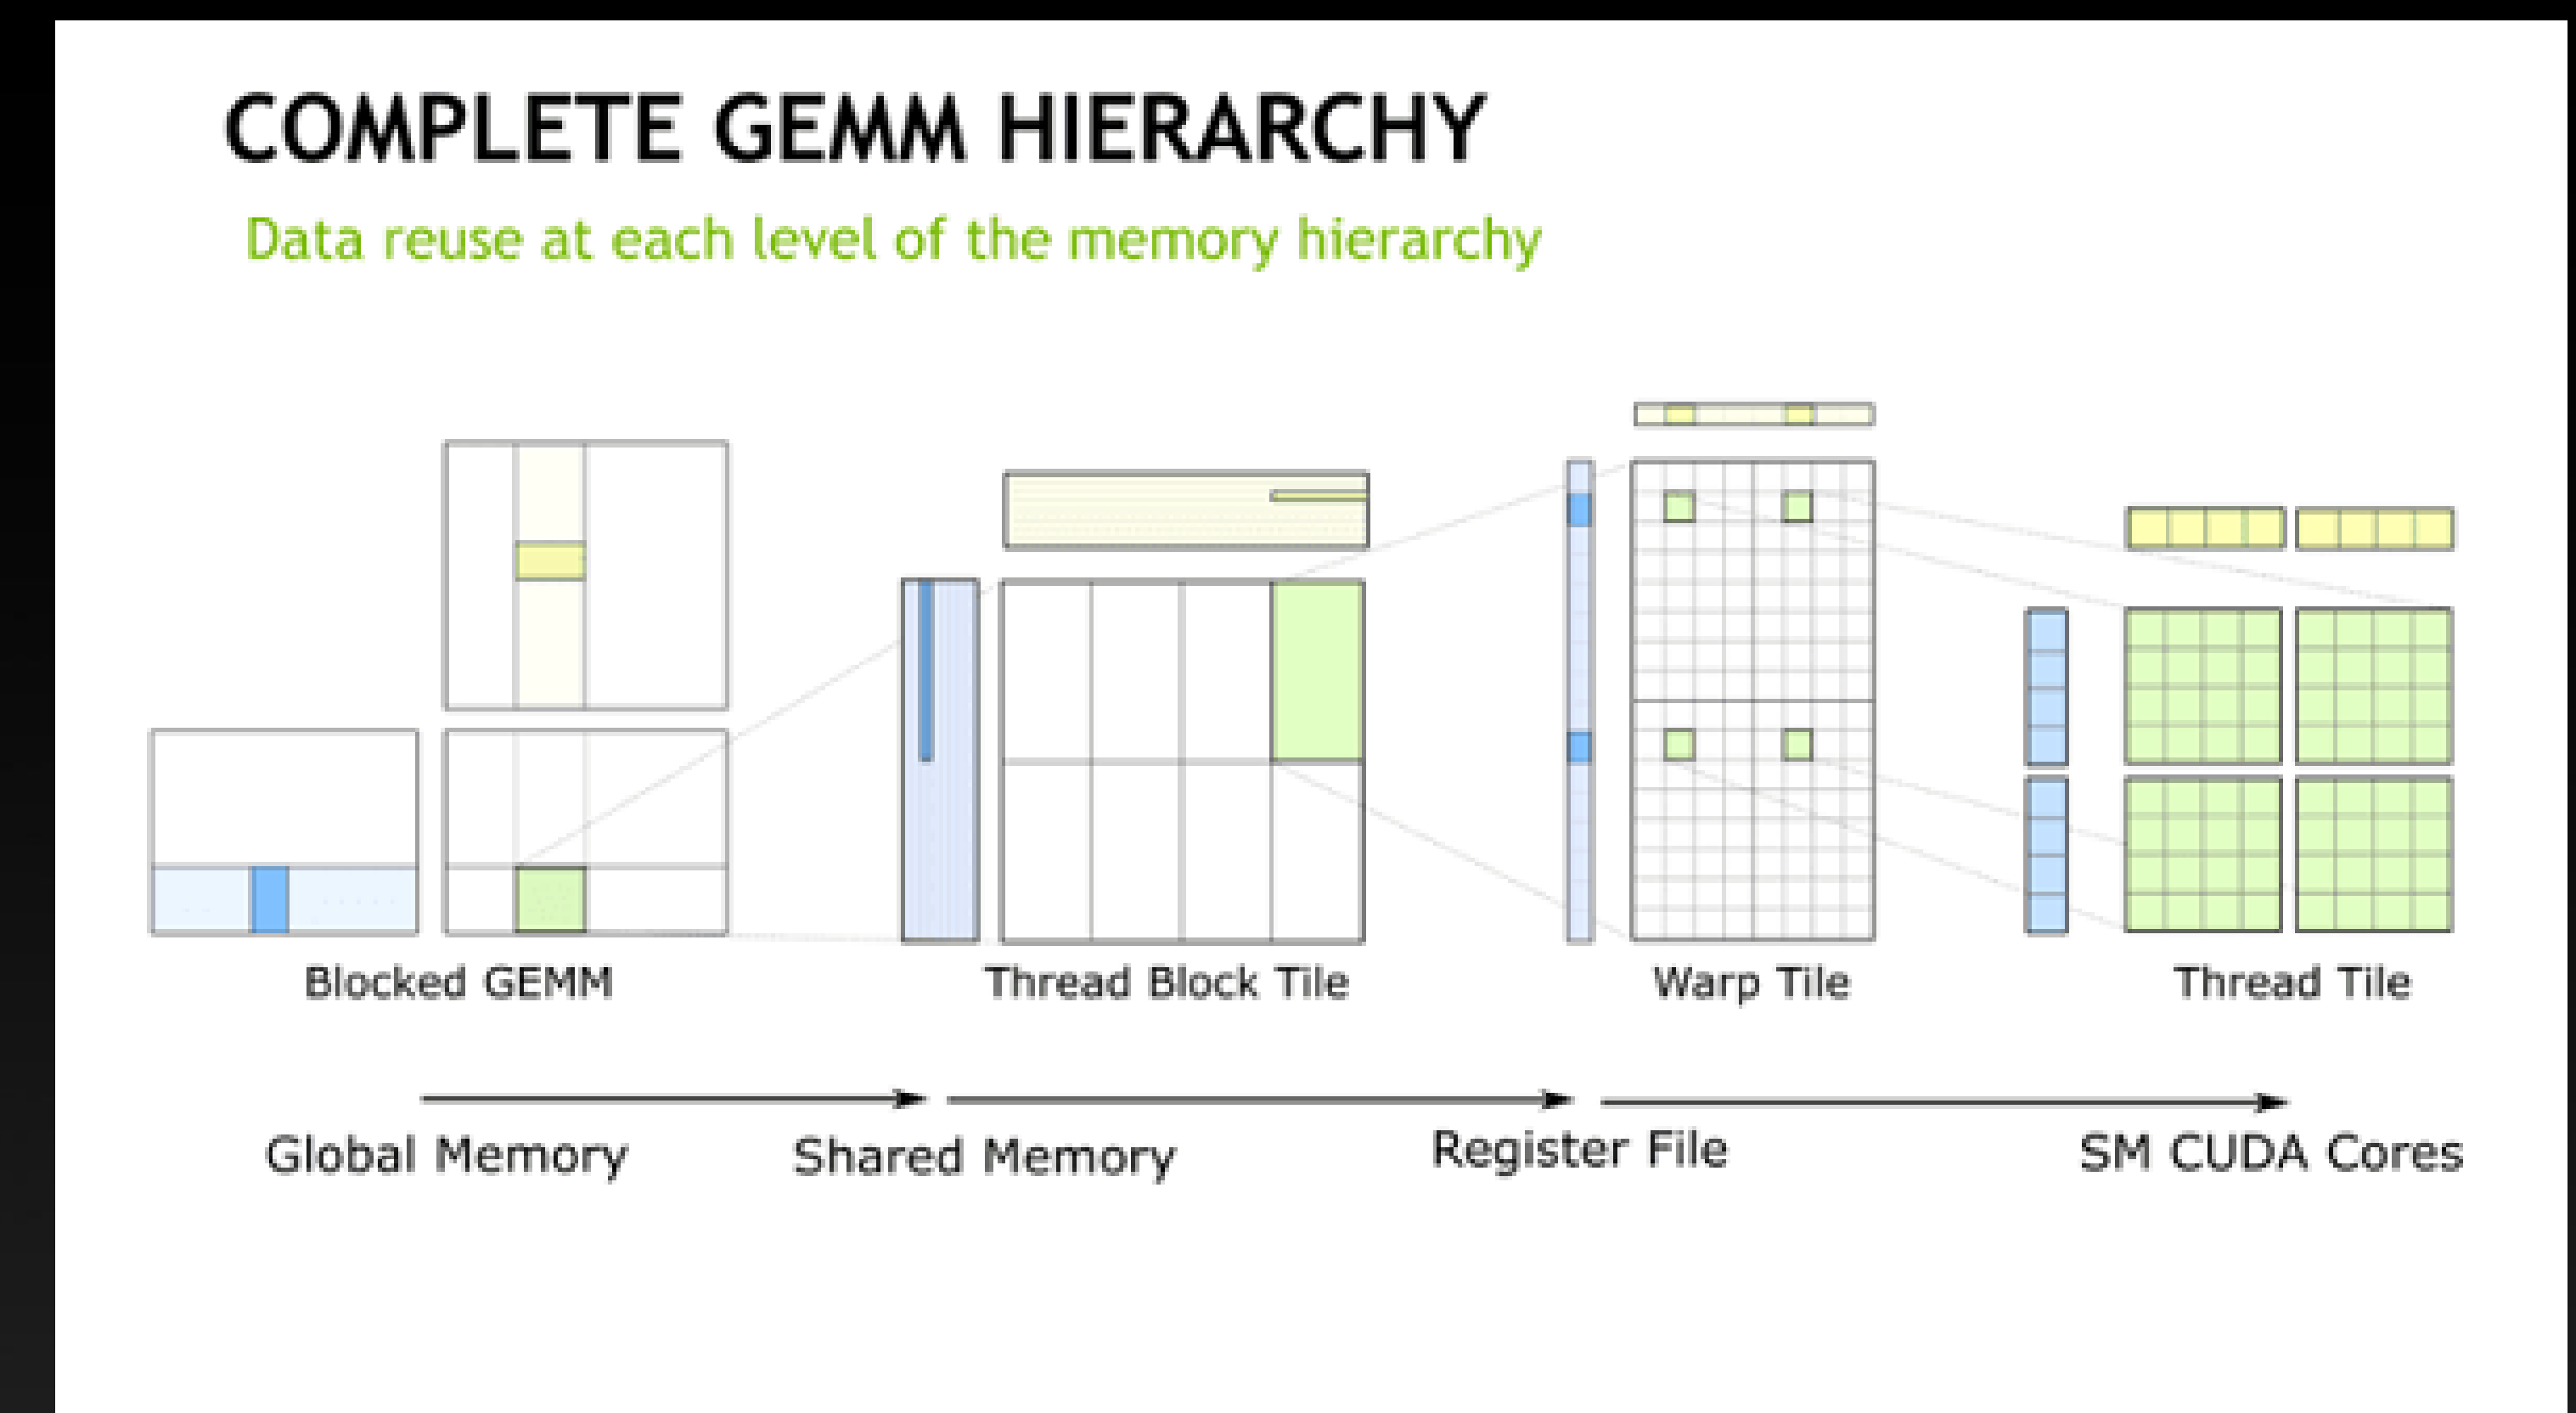 COMPLETE GEMM HIERARCHY
Data reuse at each level of the memory hierarchy
Blocked GEMM
Thread Block Tile
Warp Tile
Thread Tile
Global Memory
Shared Memory
Register File
SM CUDA Cores